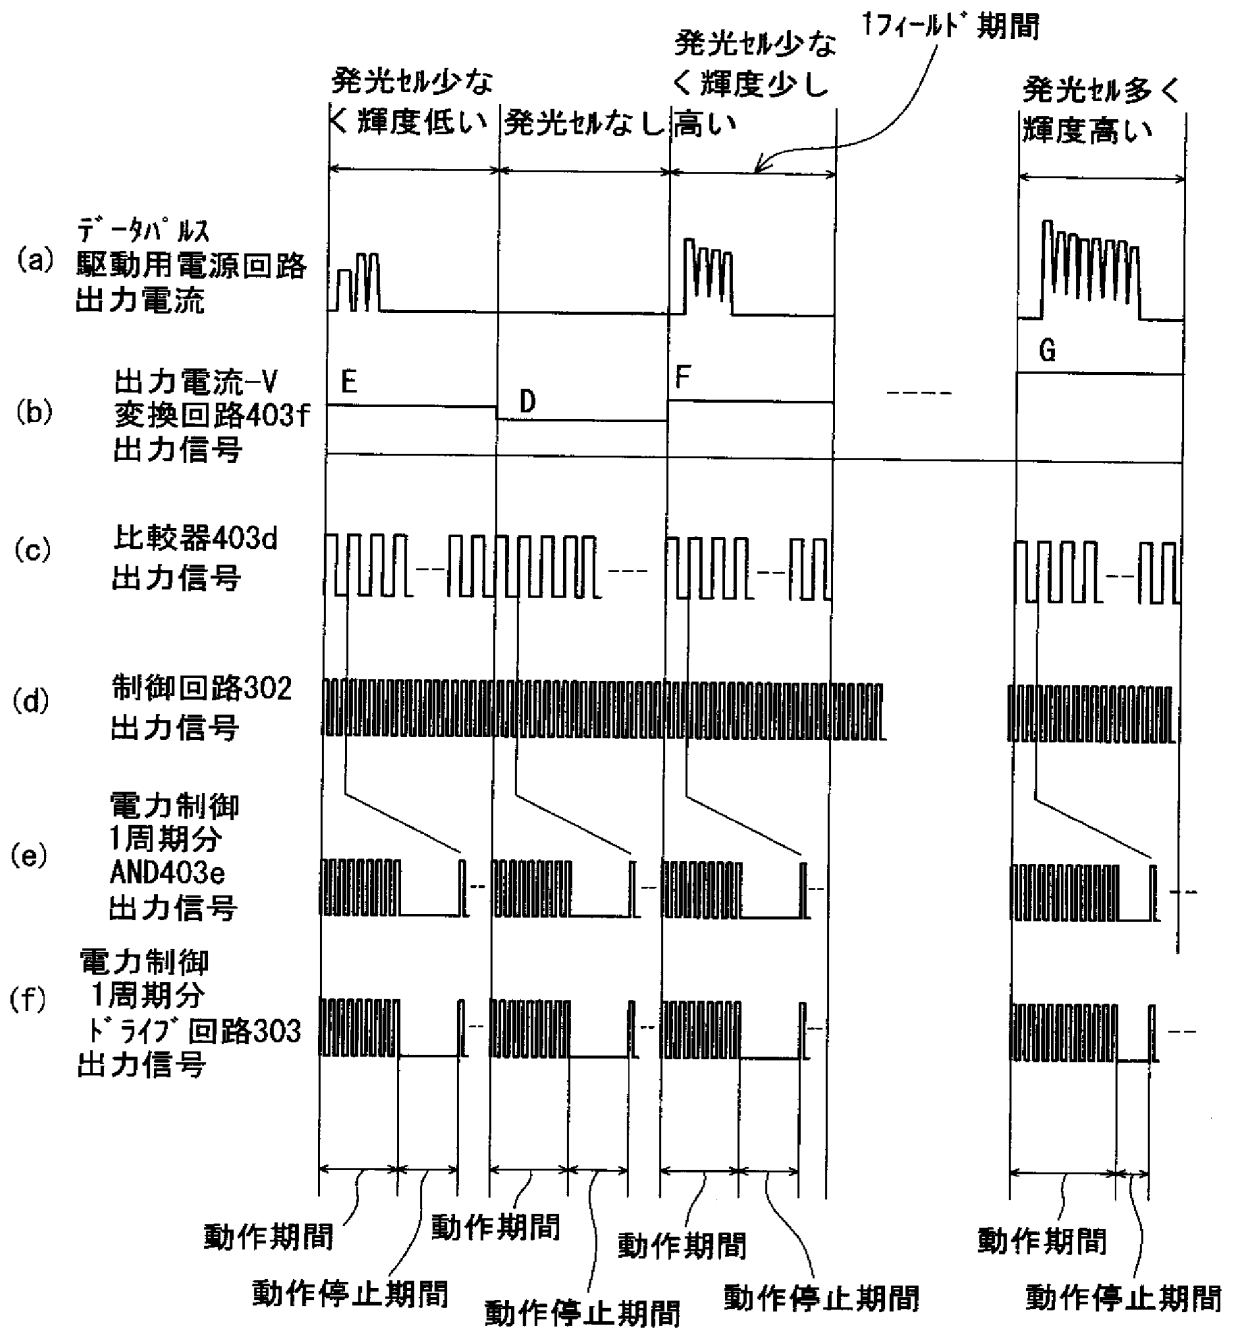 1フィールド期間
発光セル少な
く輝度低い
発光セルなし
発光セル少な
く輝度少し
高い
発光セル多く
輝度高い
(a)
データパルス
駆動用電源回路
出力電流
(b)
出力電流-V
変換回路403f
出力信号
E
D
F
G
(c)
比較器403d
出力信号
(d)
制御回路302
出力信号
(e)
電力制御
1周期分
AND403e
出力信号
(f)
電力制御
1周期分
ドライブ回路303
出力信号
動作期間
動作停止期間
動作期間
動作停止期間
動作期間
動作停止期間
動作期間
動作停止期間